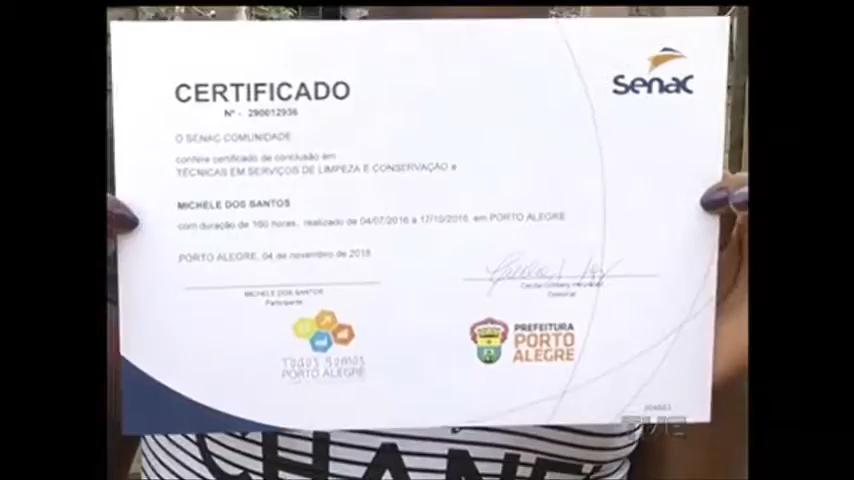 Senac
CERTIFICADO
Nº - 290012936
O SENAC COMUNIDADE
confere certificado de conclusão em
TÉCNICAS EM SERVIÇOS DE LIMPEZA E CONSERVAÇÃO a
MICHELE DOS SANTOS
com duração de 160 horas, realizado de 04/07/2016 a 17/10/2016, em PORTO ALEGRE
PORTO ALEGRE, 04 de novembro de 2016
MICHELE DOS SANTOS
Participante
TODOS SOMOS
PORTO ALEGRE
PREFEITURA
PORTO
ALEGRE
TVE
CHANEL